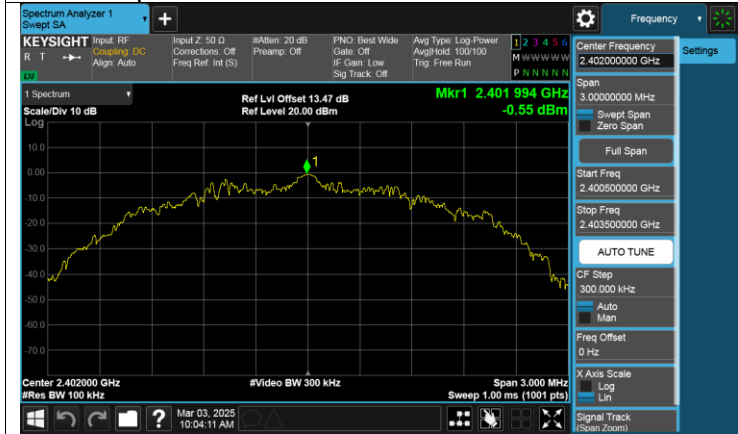 Spectrum Analyzer 1
Swept SA
+
Frequency
KEYSIGHT
R T
Input: RF
Coupling: DC
Align: Auto
Input Z: 50 Ω
Corrections: Off
Freq Ref: Int (S)
#Atten: 20 dB
Preamp: Off
PNO: Best Wide
Gate: Off
IF Gain: Low
Sig Track: Off
Avg Type: Log-Power
Avg|Hold: 100/100
Trig: Free Run
1 2 3 4 5 6
M W W W W W
P N N N N N
1 Spectrum
Scale/Div 10 dB
Log
Ref Lvl Offset 13.47 dB
Ref Level 20.00 dBm
Mkr1 2.401 994 GHz
-0.55 dBm
10.0
0.00
-10.0
-20.0
-30.0
-40.0
-50.0
-60.0
-70.0
1
Center 2.402000 GHz
#Res BW 100 kHz
#Video BW 300 kHz
Span 3.000 MHz
Sweep 1.00 ms (1001 pts)
Mar 03, 2025
10:04:11 AM
?
Center Frequency
2.402000000 GHz
Settings
Span
3.00000000 MHz
Swept Span
Zero Span
Full Span
Start Freq
2.400500000 GHz
Stop Freq
2.403500000 GHz
AUTO TUNE
CF Step
300.000 kHz
Auto
Man
Freq Offset
0 Hz
X Axis Scale
Log
Lin
Signal Track
(Span Zoom)